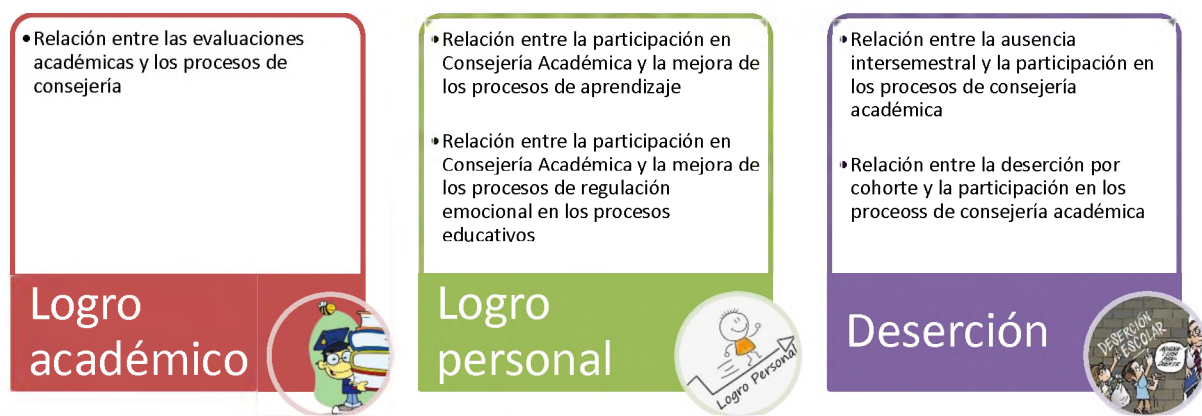 •Relación entre las evaluaciones
académicas y los procesos de
consejería
Logro
académico
•Relación entre la participación en
Consejería Académica y la mejora de
los procesos de aprendizaje
•Relación entre la participación en
Consejería Académica y la mejora de
los procesos de regulación
emocional en los procesos
educativos
Logro
personal
Logro Personal
•Relación entre la ausencia
intersemestral y la participación en
los procesos de consejería
académica
•Relación entre la deserción por
cohorte y la participación en los
proceoss de consejería académica
Deserción
DESERCIÓN
ESCOLAR